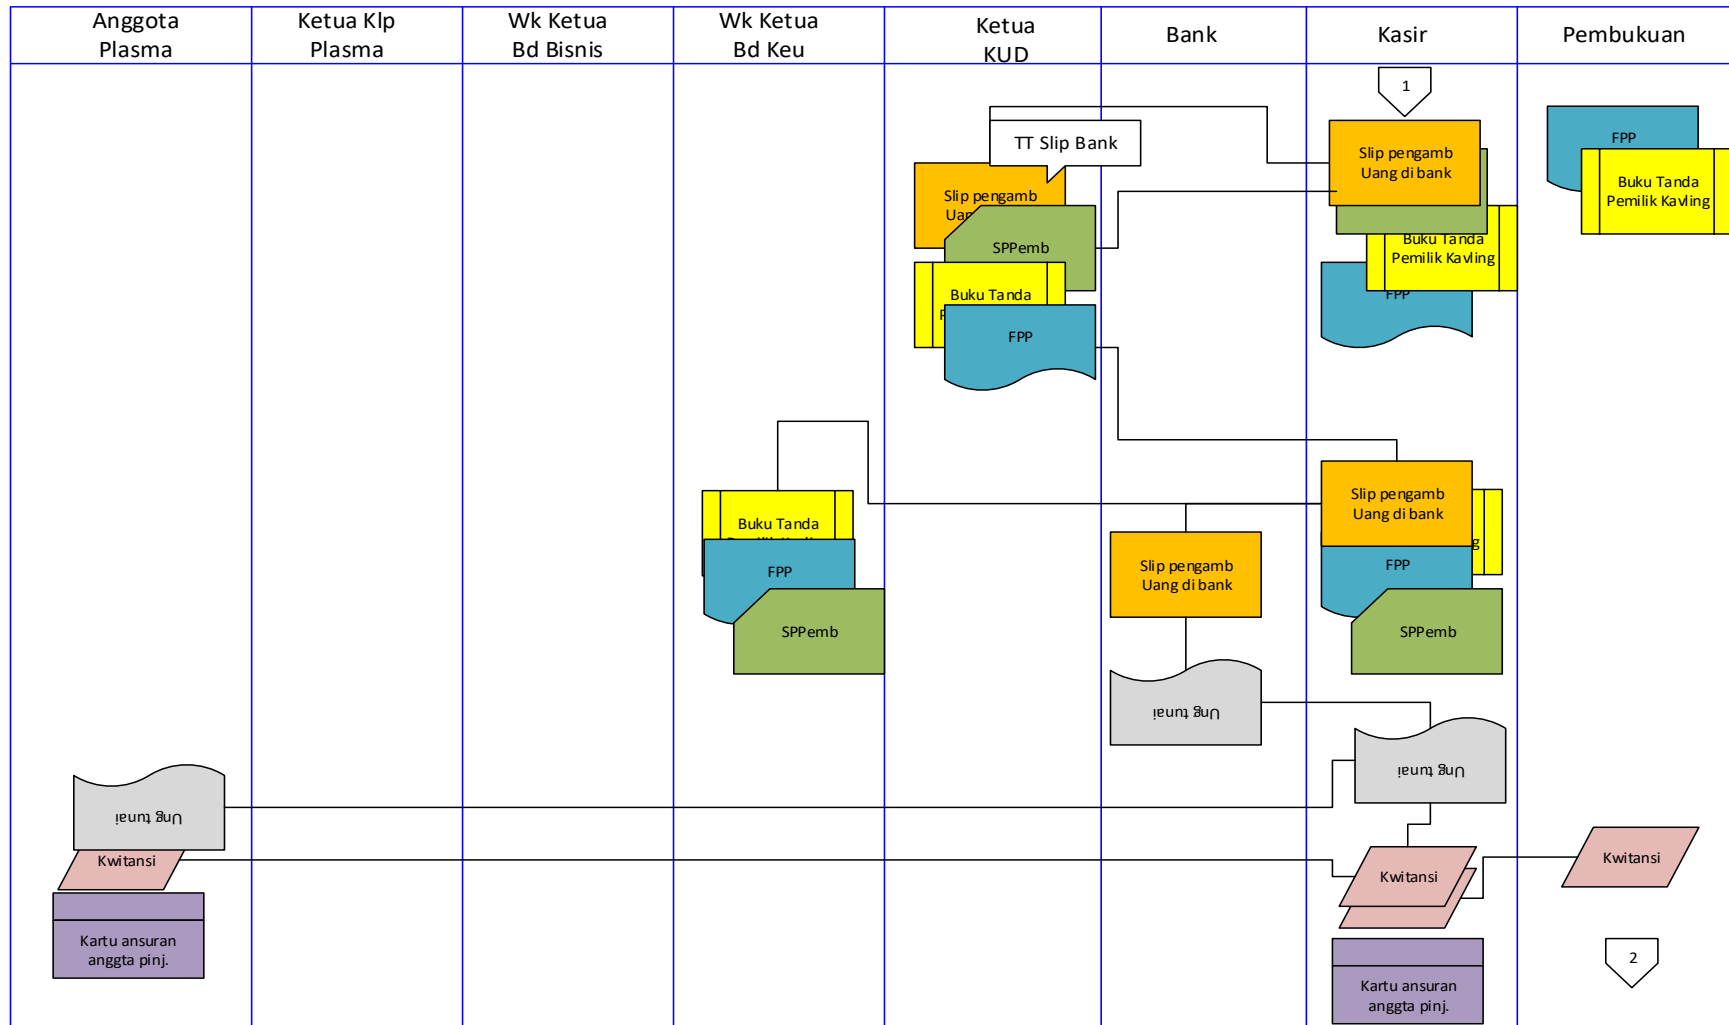 Anggota
Plasma
Ketua Klp
Plasma
Wk Ketua
Bd Bisnis
Wk Ketua
Bd Keu
Ketua
KUD
Bank
Kasir
Pembukuan
1
TT Slip Bank
Slip pengamb
SPPemb
Buku Tanda
FPP
Slip pengamb
Uang di bank
Buku Tanda
Pemilik Kavling
FPP
FPP
Buku Tanda
Pemilik Kavling
Buku Tanda
FPP
SPPemb
Slip pengamb
Uang di bank
Ung tunai
Slip pengamb
Uang di bank
FPP
SPPemb
Ung tunai
Ung tunai
Kwitansi
Kartu ansuran
anggta pinj.
Kwitansi
Kartu ansuran
anggta pinj.
Kwitansi
2